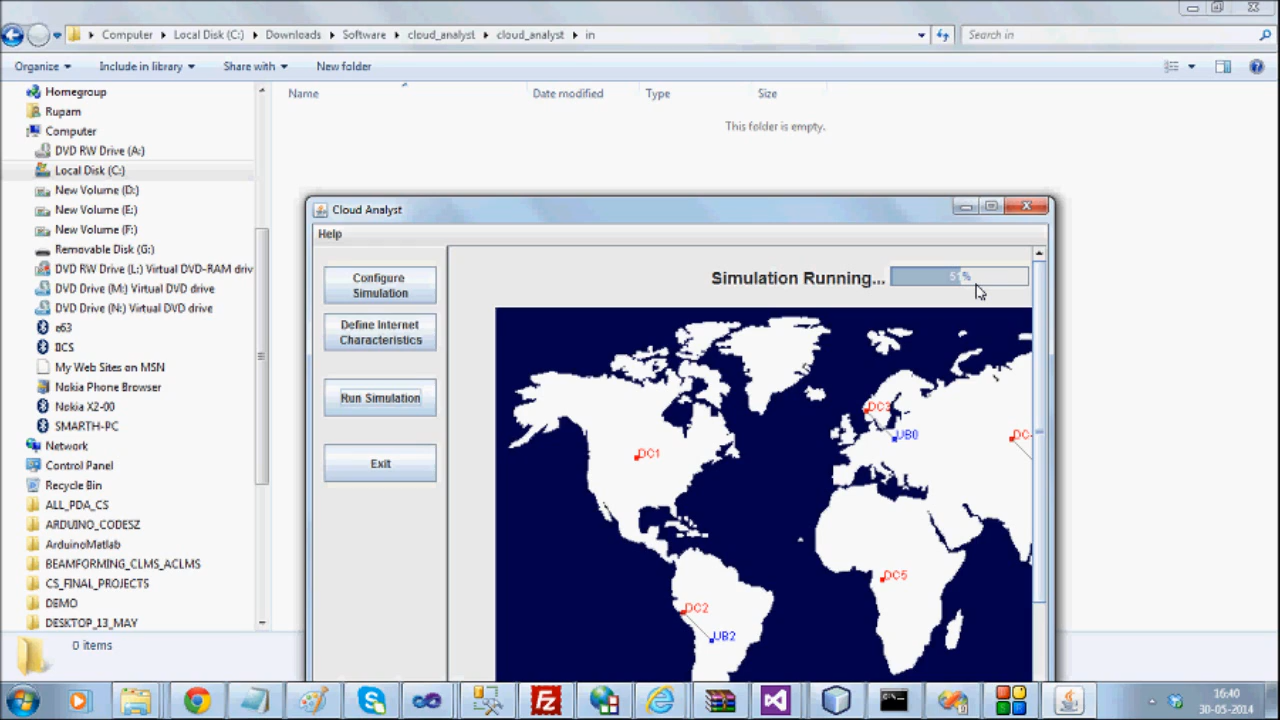 Computer Local Disk (C:) Downloads Software cloud_analyst cloud_analyst in
Search in
Organize Include in library Share with New folder
Name Date modified Type Size
This folder is empty.
Homegroup
Rupam
Computer
DVD RW Drive (A:)
Local Disk (C:)
New Volume (D:)
New Volume (E:)
New Volume (F:)
Removable Disk (G:)
DVD RW Drive (L:) Virtual DVD-RAM driv
DVD Drive (M:) Virtual DVD drive
DVD Drive (N:) Virtual DVD drive
e63
IICS
My Web Sites on MSN
Nokia Phone Browser
Nokia X2-00
SMARTH-PC
Network
Control Panel
Recycle Bin
ALL_PDA_CS
ARDUINO_CODESZ
ArduinoMatlab
BEAMFORMING_CLMS_ACLMS
CS_FINAL_PROJECTS
DEMO
DESKTOP_13_MAY
0 items
Cloud Analyst
Help
Configure
Simulation
Define Internet
Characteristics
Run Simulation
Exit
Simulation Running...
51%
DC3
UB0
DC
DC1
DC5
DC2
UB2
16:40
30-05-2014